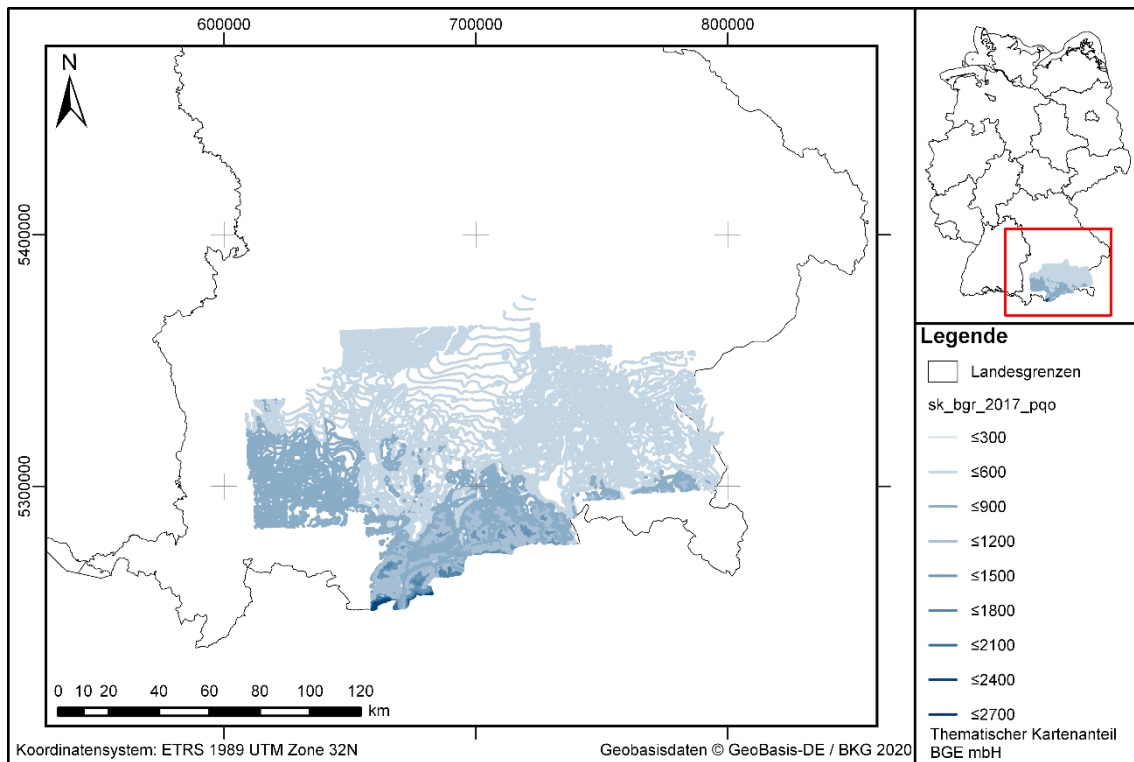 600000
700000
800000
N
5400000
5300000
0 10 20 40 60 80 100 120
km
Koordinatensystem: ETRS 1989 UTM Zone 32N
Geobasisdaten © GeoBasis-DE / BKG 2020
Legende
Landesgrenzen
sk_bgr_2017_pqo
≤300
≤600
≤900
≤1200
≤1500
≤1800
≤2100
≤2400
≤2700
Thematischer Kartenanteil
BGE mbH